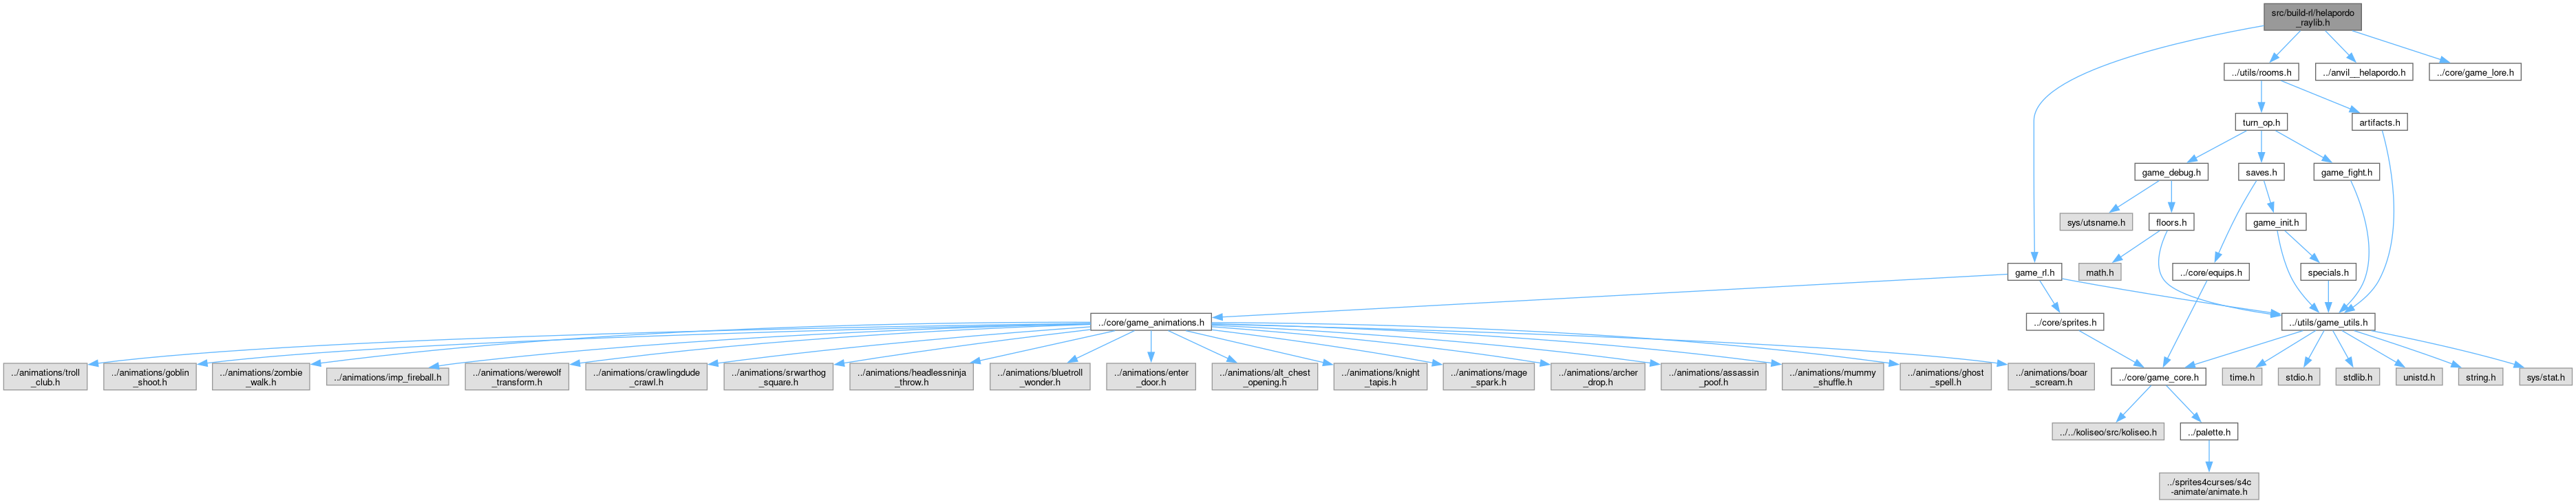 src/build-rl/helapordo
_raylib.h
../utils/rooms.h
../anvil__helapordo.h
../core/game_lore.h
turn_op.h
artifacts.h
game_debug.h
saves.h
game_fight.h
sys/utsname.h
floors.h
game_init.h
game_rl.h
math.h
../core/equips.h
specials.h
../core/game_animations.h
../core/sprites.h
../utils/game_utils.h
../animations/troll
_club.h
../animations/goblin
_shoot.h
../animations/zombie
_walk.h
../animations/imp_fireball.h
../animations/werewolf
_transform.h
../animations/crawlingdude
_crawl.h
../animations/srwarthog
_square.h
../animations/headlessninja
_throw.h
../animations/bluetroll
_wonder.h
../animations/enter
_door.h
../animations/alt_chest
_opening.h
../animations/knight
_tapis.h
../animations/mage
_spark.h
../animations/archer
_drop.h
../animations/assassin
_poof.h
../animations/mummy
_shuffle.h
../animations/ghost
_spell.h
../animations/boar
_scream.h
../core/game_core.h
time.h
stdio.h
stdlib.h
unistd.h
string.h
sys/stat.h
../../koliseo/src/koliseo.h
../palette.h
../sprites4curses/s4c
-animate/animate.h